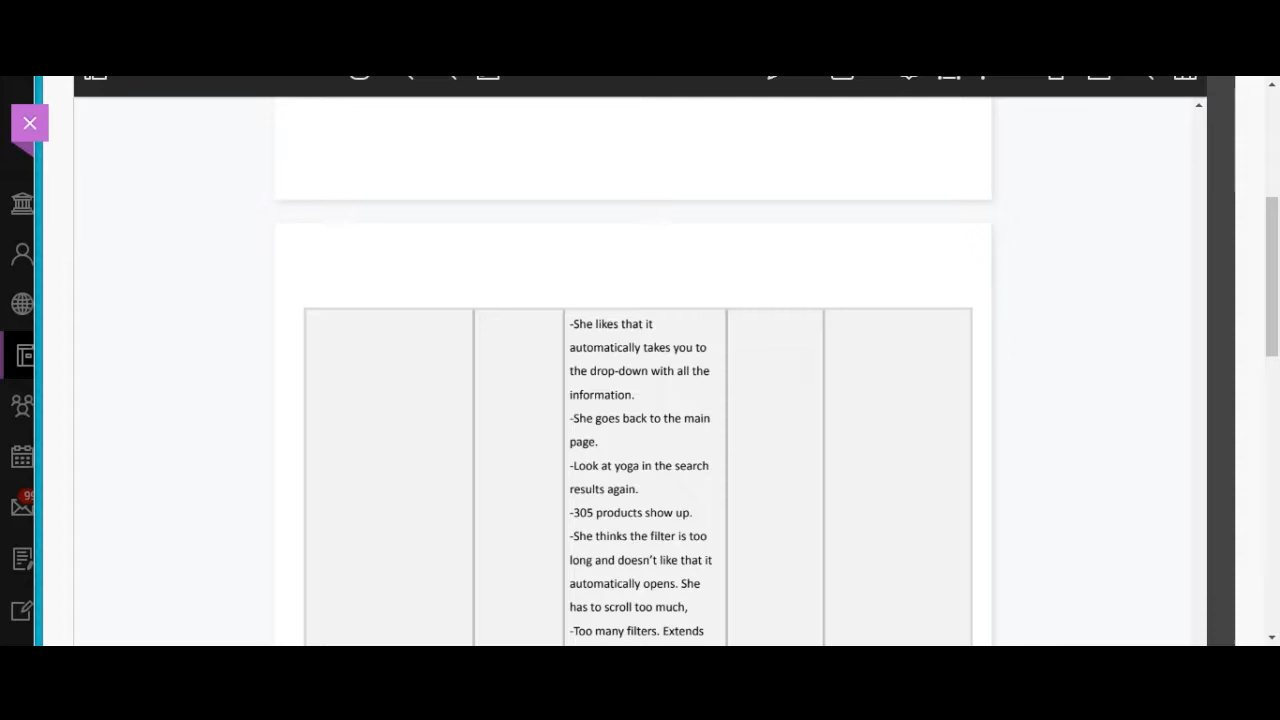 -She likes that it
automatically takes you to
the drop-down with all the
information.
-She goes back to the main
page.
-Look at yoga in the search
results again.
-305 products show up.
-She thinks the filter is too
long and doesn’t like that it
automatically opens. She
has to scroll too much,
-Too many filters. Extends